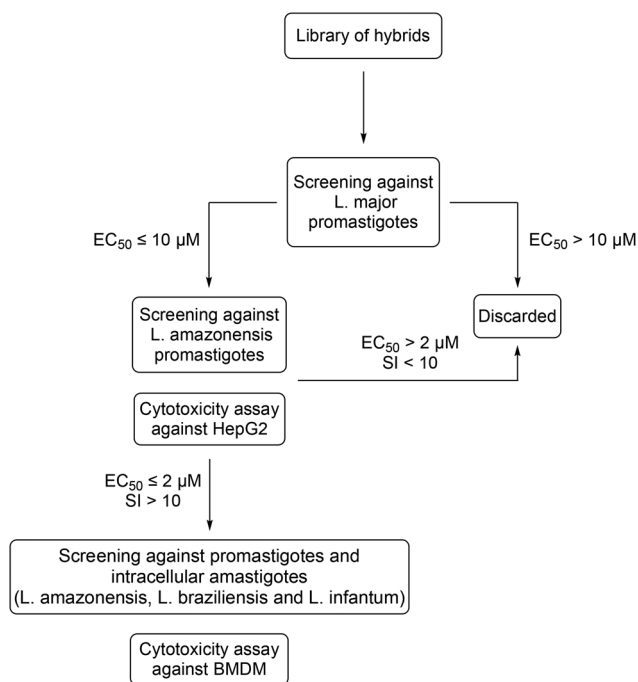 Library of hybrids
Screening against
L. major
promastigotes
EC₅₀ ≤ 10 µM
EC₅₀ > 10 µM
Screening against
L. amazonensis
promastigotes
Discarded
EC₅₀ > 2 µM
SI < 10
Cytotoxicity assay
against HepG2
EC₅₀ ≤ 2 µM
SI > 10
Screening against promastigotes and
intracellular amastigotes
(L. amazonensis, L. braziliensis and L. infantum)
Cytotoxicity assay
against BMDM